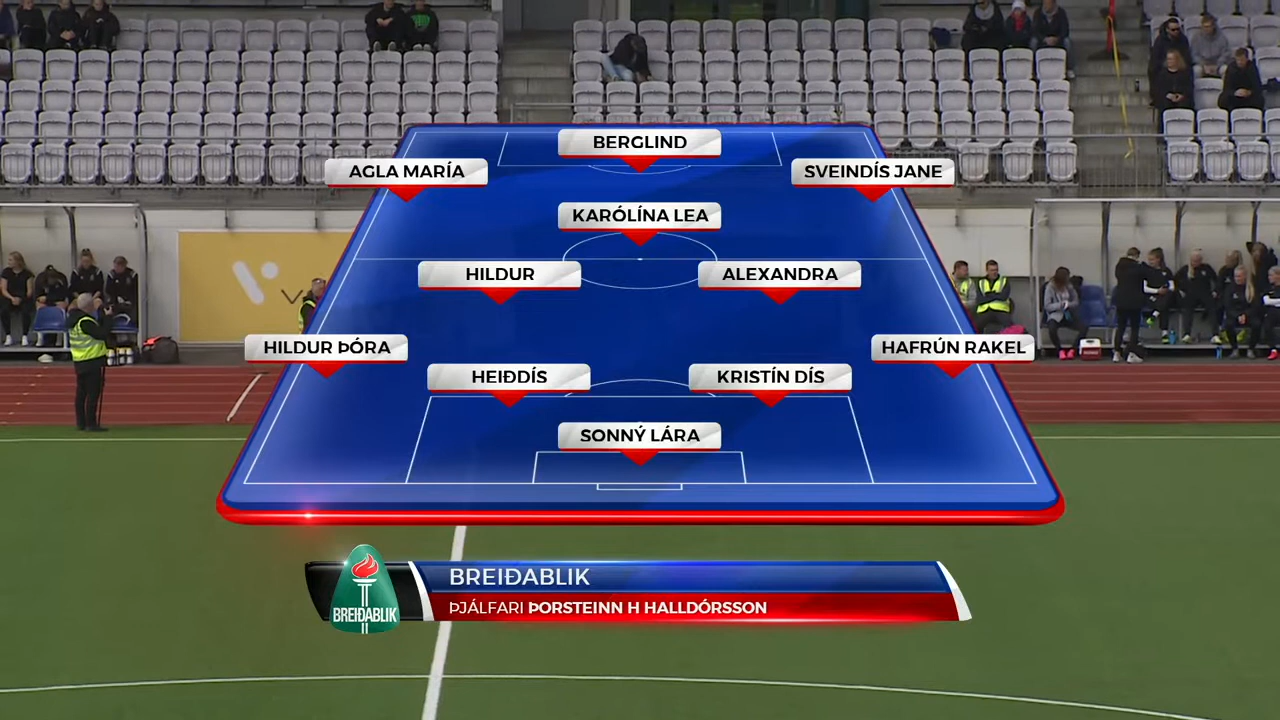 BERGLIND
AGLA MARÍA
SVEINDÍS JANE
KARÓLÍNA LEA
HILDUR
ALEXANDRA
HILDUR ÞÓRA
HAFRÚN RAKEL
HEIÐDÍS
KRISTÍN DÍS
SONNÝ LÁRA
BREIÐABLIK
BREIÐABLIK
ÞJÁLFARI ÞORSTEINN H HALLDÓRSSON